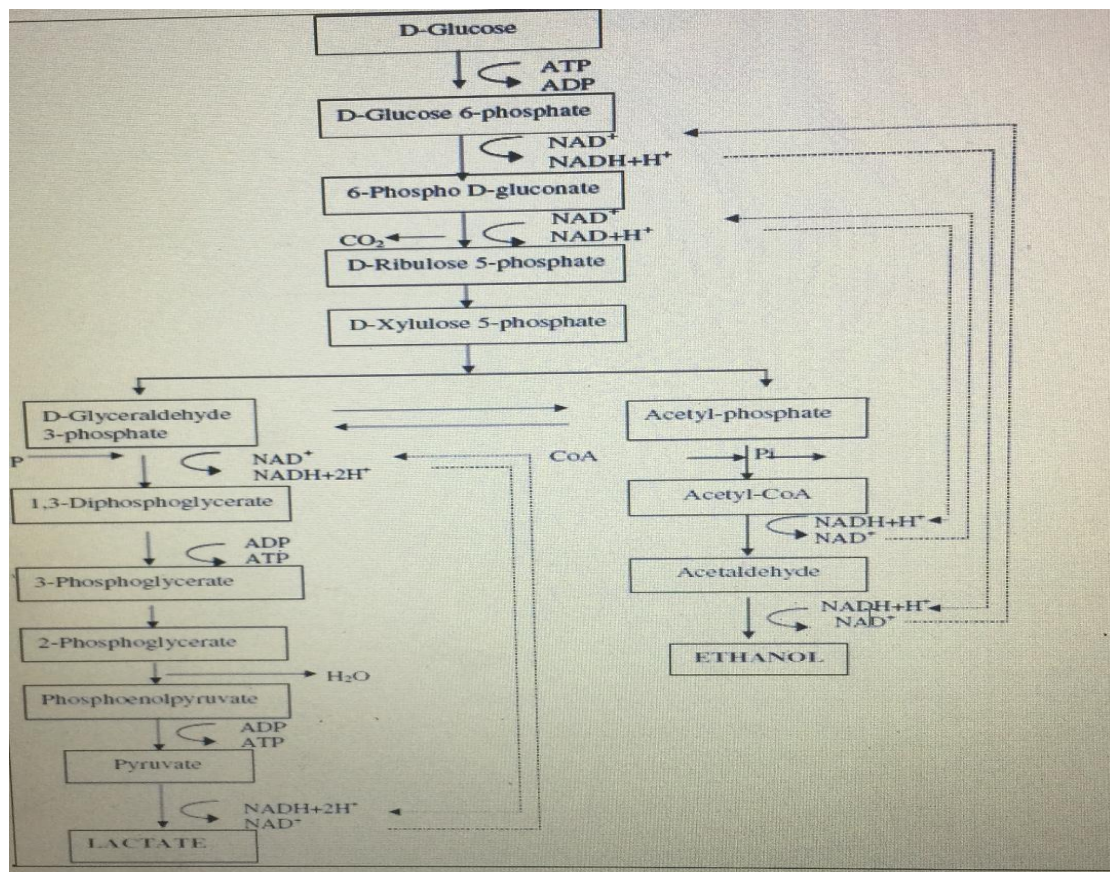 D-Glucose
ATP
ADP
D-Glucose 6-phosphate
NAD⁺
NADH+H⁺
6-Phospho D-gluconate
NAD⁺
CO₂
NAD+H⁺
D-Ribulose 5-phosphate
D-Xylulose 5-phosphate
D-Glyceraldehyde
3-phosphate
P
NAD⁺
NADH+2H⁺
1,3-Diphosphoglycerate
ADP
ATP
3-Phosphoglycerate
2-Phosphoglycerate
H₂O
Phosphoenolpyruvate
ADP
ATP
Pyruvate
NADH+2H⁺
NAD⁺
LACTATE
Acetyl-phosphate
CoA
Pi
Acetyl-CoA
NADH+H⁺
NAD⁺
Acetaldehyde
NADH+H⁺
NAD⁺
ETHANOL